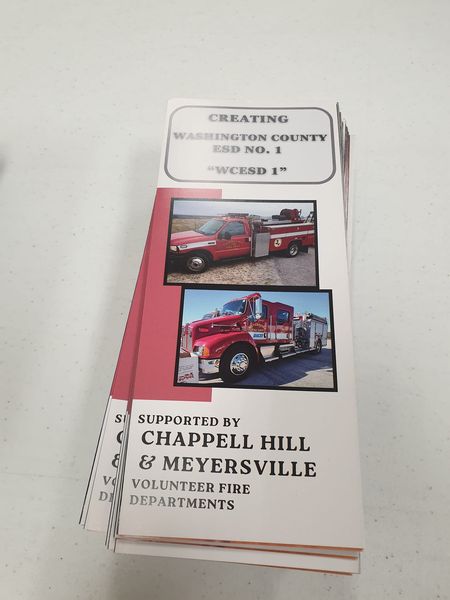 CREATING
WASHINGTON COUNTY
ESD NO. 1
"WCESD 1"
SUPPORTED BY
CHAPPELL HILL
& MEYERSVILLE
VOLUNTEER FIRE
DEPARTMENTS